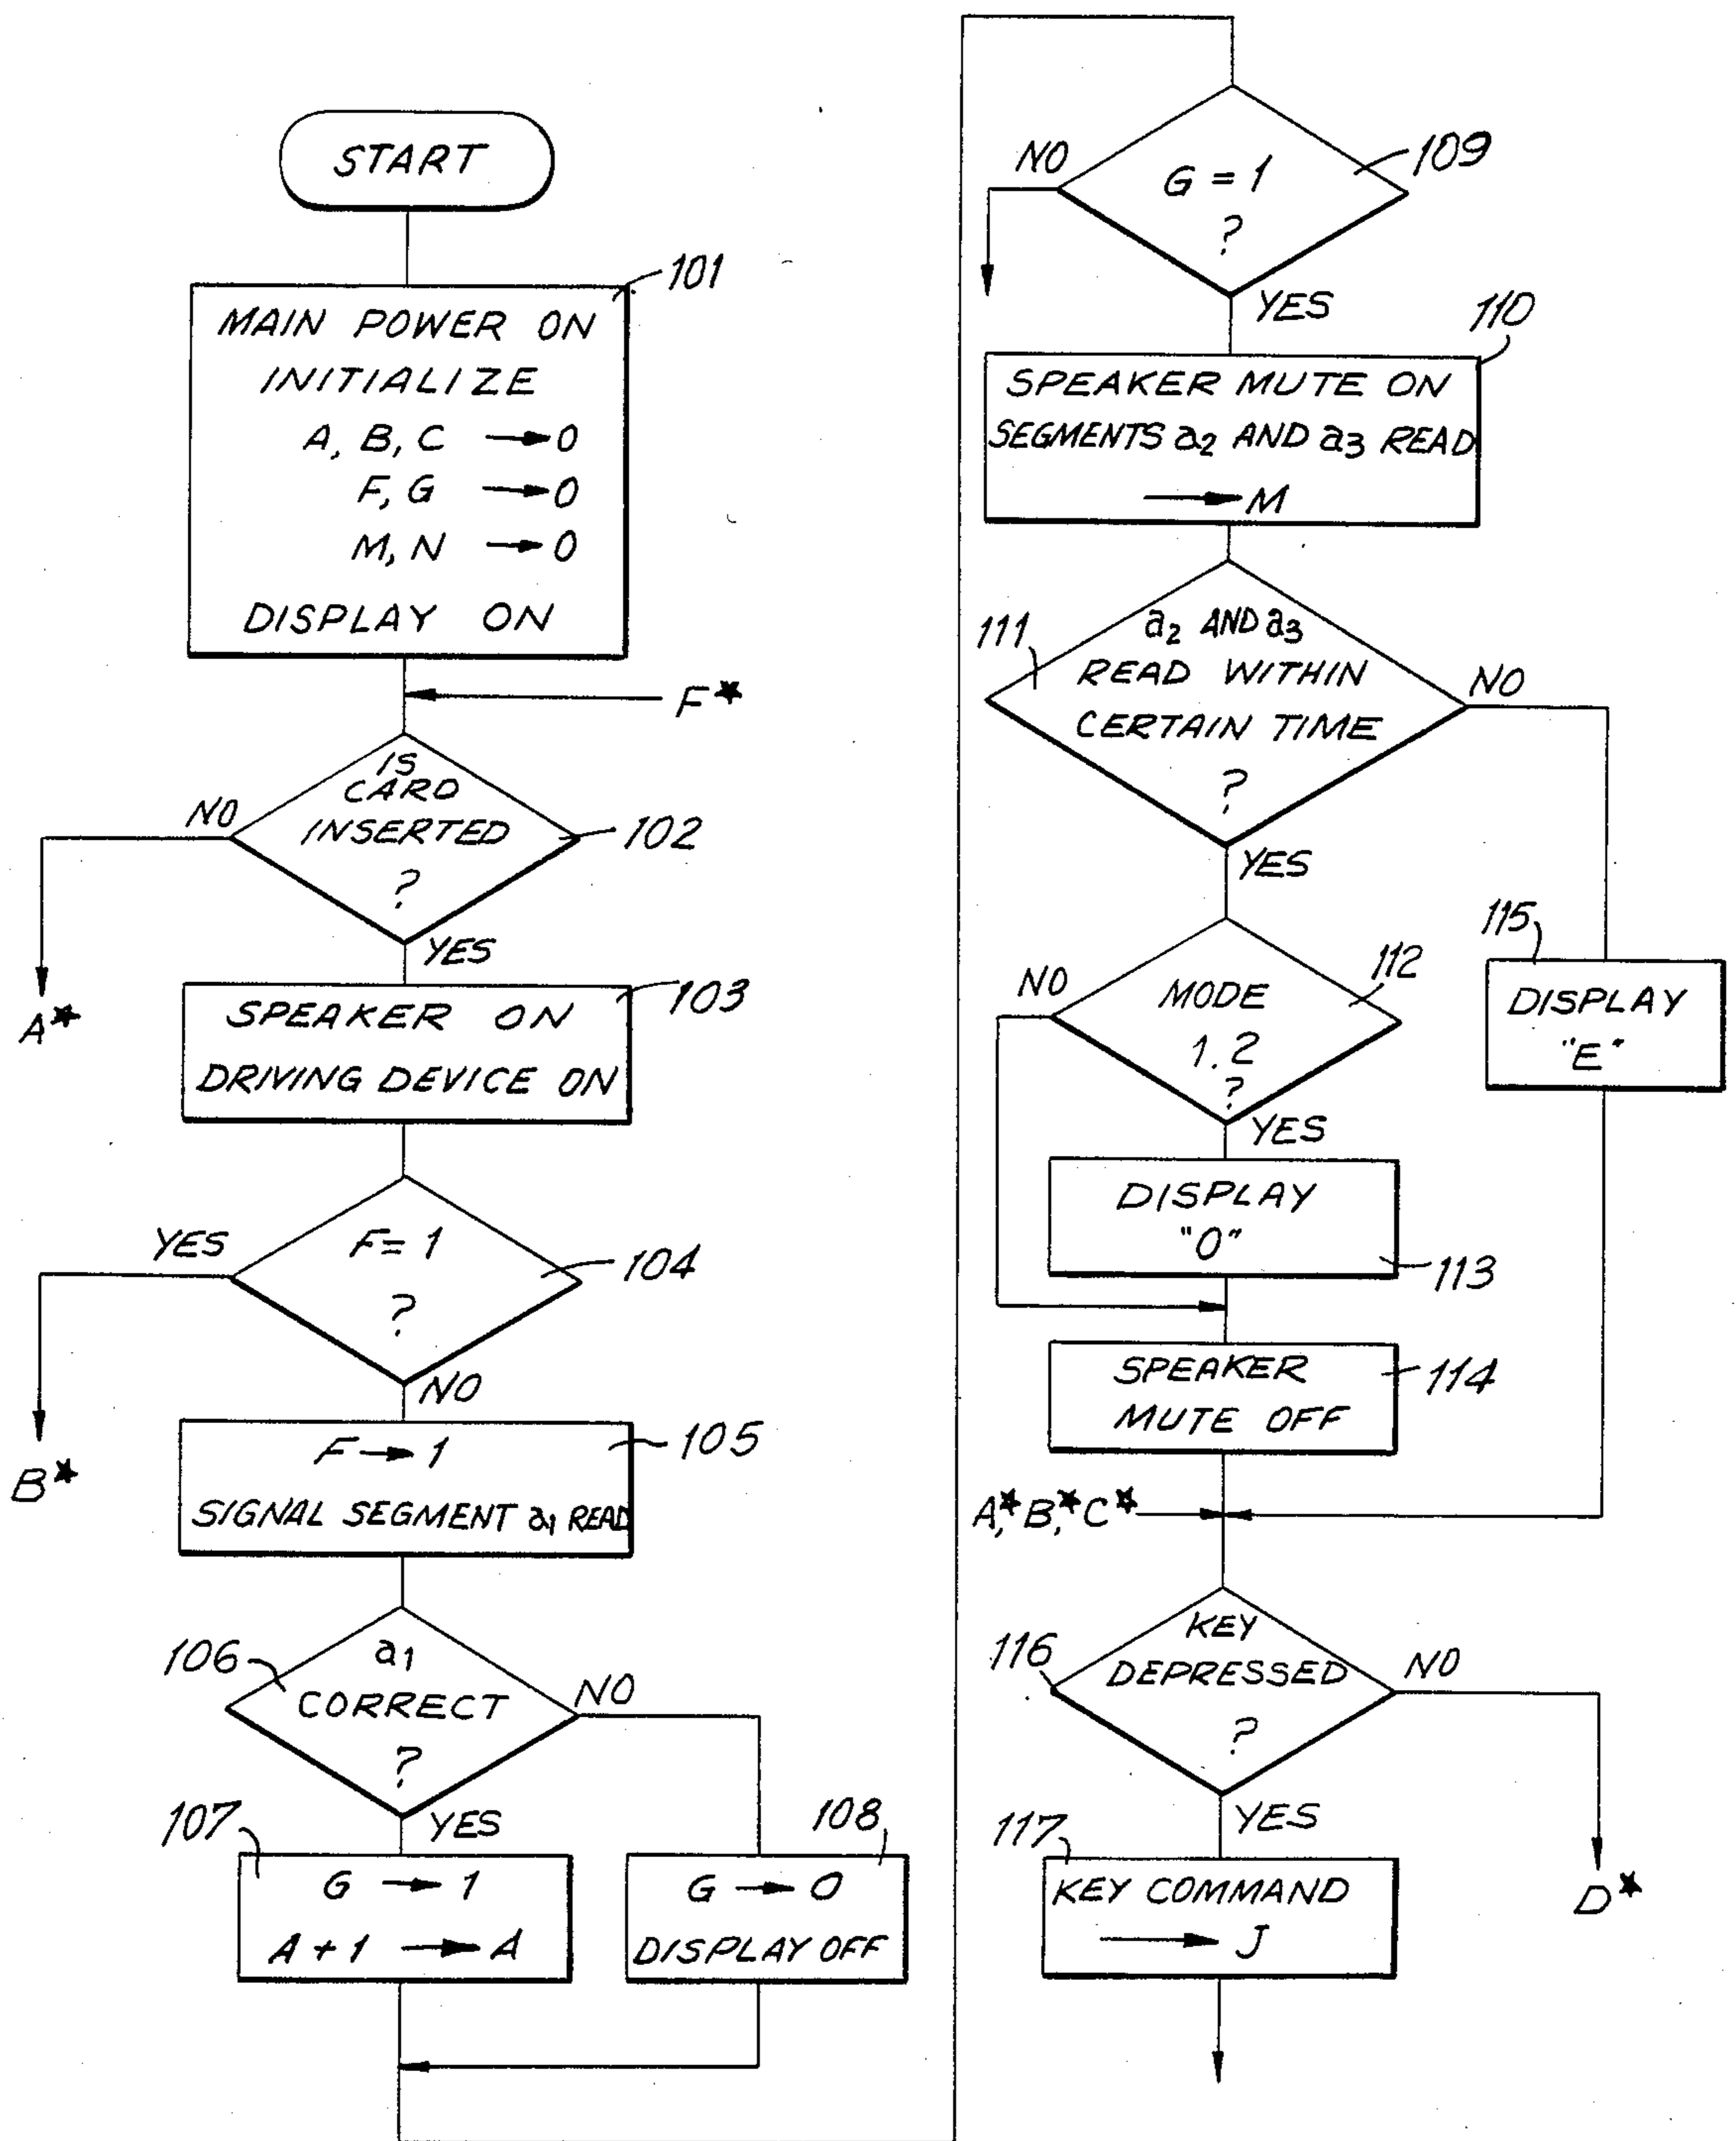 START
101
MAIN POWER ON
INITIALIZE
A, B, C → 0
F, G → 0
M, N → 0
DISPLAY ON
F★
IS
CARD
INSERTED
?
NO
102
YES
A★
103
SPEAKER ON
DRIVING DEVICE ON
YES
F = 1
?
104
NO
B★
F → 1
105
SIGNAL SEGMENT a1 READ
106
a1
CORRECT
?
NO
YES
107
G → 1
A + 1 → A
108
G → 0
DISPLAY OFF
NO
G = 1
?
109
YES
110
SPEAKER MUTE ON
SEGMENTS a2 AND a3 READ
→ M
111
a2 AND a3
READ WITHIN
CERTAIN TIME
?
NO
YES
115
DISPLAY
"E"
NO
MODE
1.2
?
112
YES
DISPLAY
"0"
113
SPEAKER
MUTE OFF
114
A,★ B,★ C★
116
KEY
DEPRESSED
?
NO
YES
D★
117
KEY COMMAND
→ J